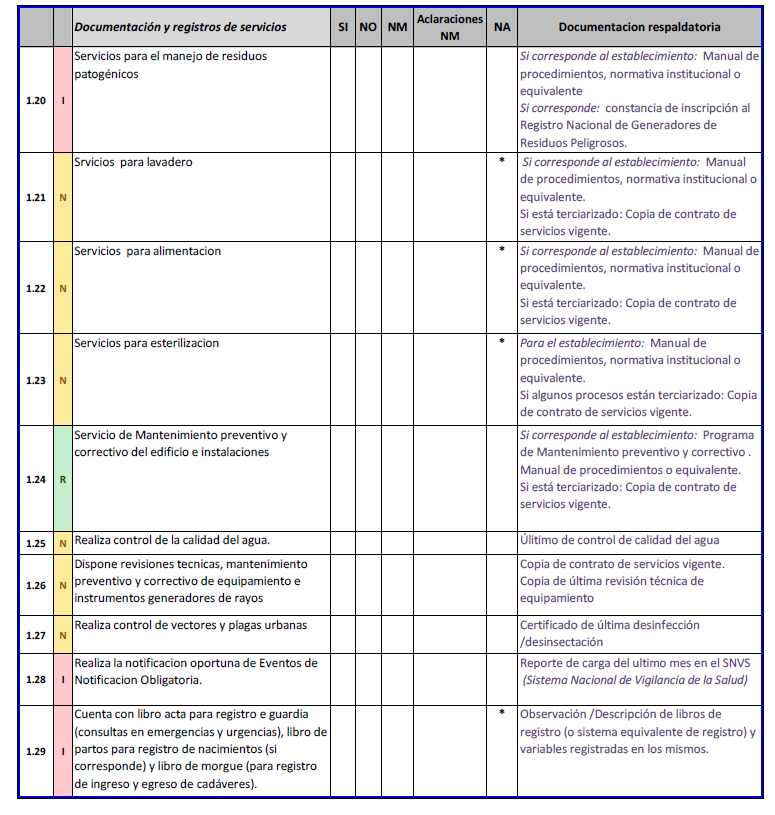 Documentación y registros de servicios SI NO NM Aclaraciones NM NA Documentacion respaldatoria
1.20 I Servicios para el manejo de residuos
patogénicos
Si corresponde al establecimiento: Manual de
procedimientos, normativa institucional o
equivalente
Si corresponde: constancia de inscripción al
Registro Nacional de Generadores de
Residuos Peligrosos.
1.21 N Srvicios para lavadero * Si corresponde al establecimiento: Manual
de procedimientos, normativa institucional o
equivalente.
Si está terciarizado: Copia de contrato de
servicios vigente.
1.22 N Servicios para alimentacion * Si corresponde al establecimiento: Manual de
procedimientos, normativa institucional o
equivalente.
Si está terciarizado: Copia de contrato de
servicios vigente.
1.23 N Servicios para esterilizacion * Para el establecimiento: Manual de
procedimientos, normativa institucional o
equivalente.
Si algunos procesos están terciarizado: Copia
de contrato de servicios vigente.
1.24 R Servicio de Mantenimiento preventivo y
correctivo del edificio e instalaciones
Si corresponde al establecimiento: Programa
de Mantenimiento preventivo y correctivo .
Manual de procedimientos o equivalente.
Si está terciarizado: Copia de contrato de
servicios vigente.
1.25 N Realiza control de la calidad del agua. Úlitimo de control de calidad del agua
1.26 N Dispone revisiones tecnicas, mantenimiento
preventivo y correctivo de equipamiento e
instrumentos generadores de rayos
Copia de contrato de servicios vigente.
Copia de última revisión técnica de
equipamiento
1.27 N Realiza control de vectores y plagas urbanas Certificado de última desinfección
/desinsectación
1.28 I Realiza la notificacion oportuna de Eventos de
Notificacion Obligatoria.
Reporte de carga del ultimo mes en el SNVS
(Sistema Nacional de Vigilancia de la Salud)
1.29 I Cuenta con libro acta para registro e guardia
(consultas en emergencias y urgencias), libro de
partos para registro de nacimientos (si
corresponde) y libro de morgue (para registro
de ingreso y egreso de cadáveres).
* Observación /Descripción de libros de
registro (o sistema equivalente de registro) y
variables registradas en los mismos.